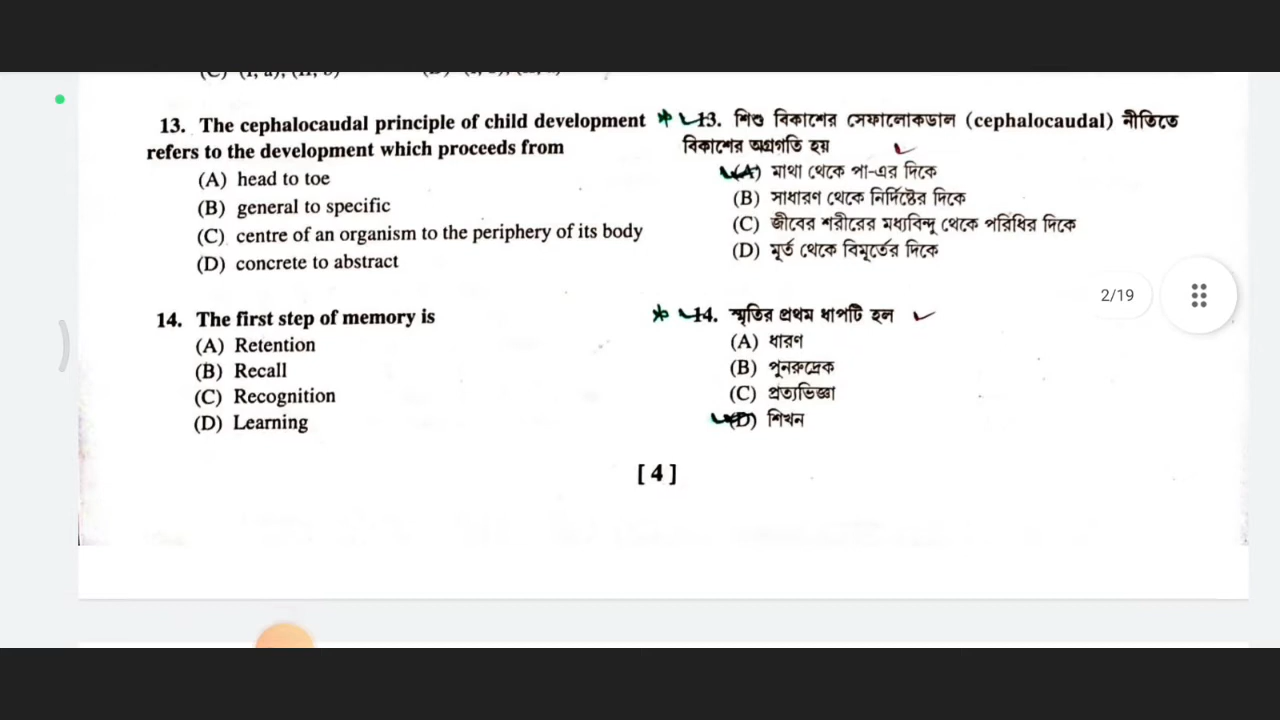 13. The cephalocaudal principle of child development
refers to the development which proceeds from
(A) head to toe
(B) general to specific
(C) centre of an organism to the periphery of its body
(D) concrete to abstract
14. The first step of memory is
(A) Retention
(B) Recall
(C) Recognition
(D) Learning
13. শিশু বিকাশের সেফালোকডাল (cephalocaudal) নীতিতে
বিকাশের অগ্রগতি হয়
(A) মাথা থেকে পা-এর দিকে
(B) সাধারণ থেকে নির্দিষ্টের দিকে
(C) জীবের শরীরের মধ্যবিন্দু থেকে পরিধির দিকে
(D) মূর্ত থেকে বিমূর্তের দিকে
14. স্মৃতির প্রথম ধাপটি হল
(A) ধারণ
(B) পুনরুদ্রেক
(C) প্রত্যভিজ্ঞা
(D) শিখন
[ 4 ]
2/19